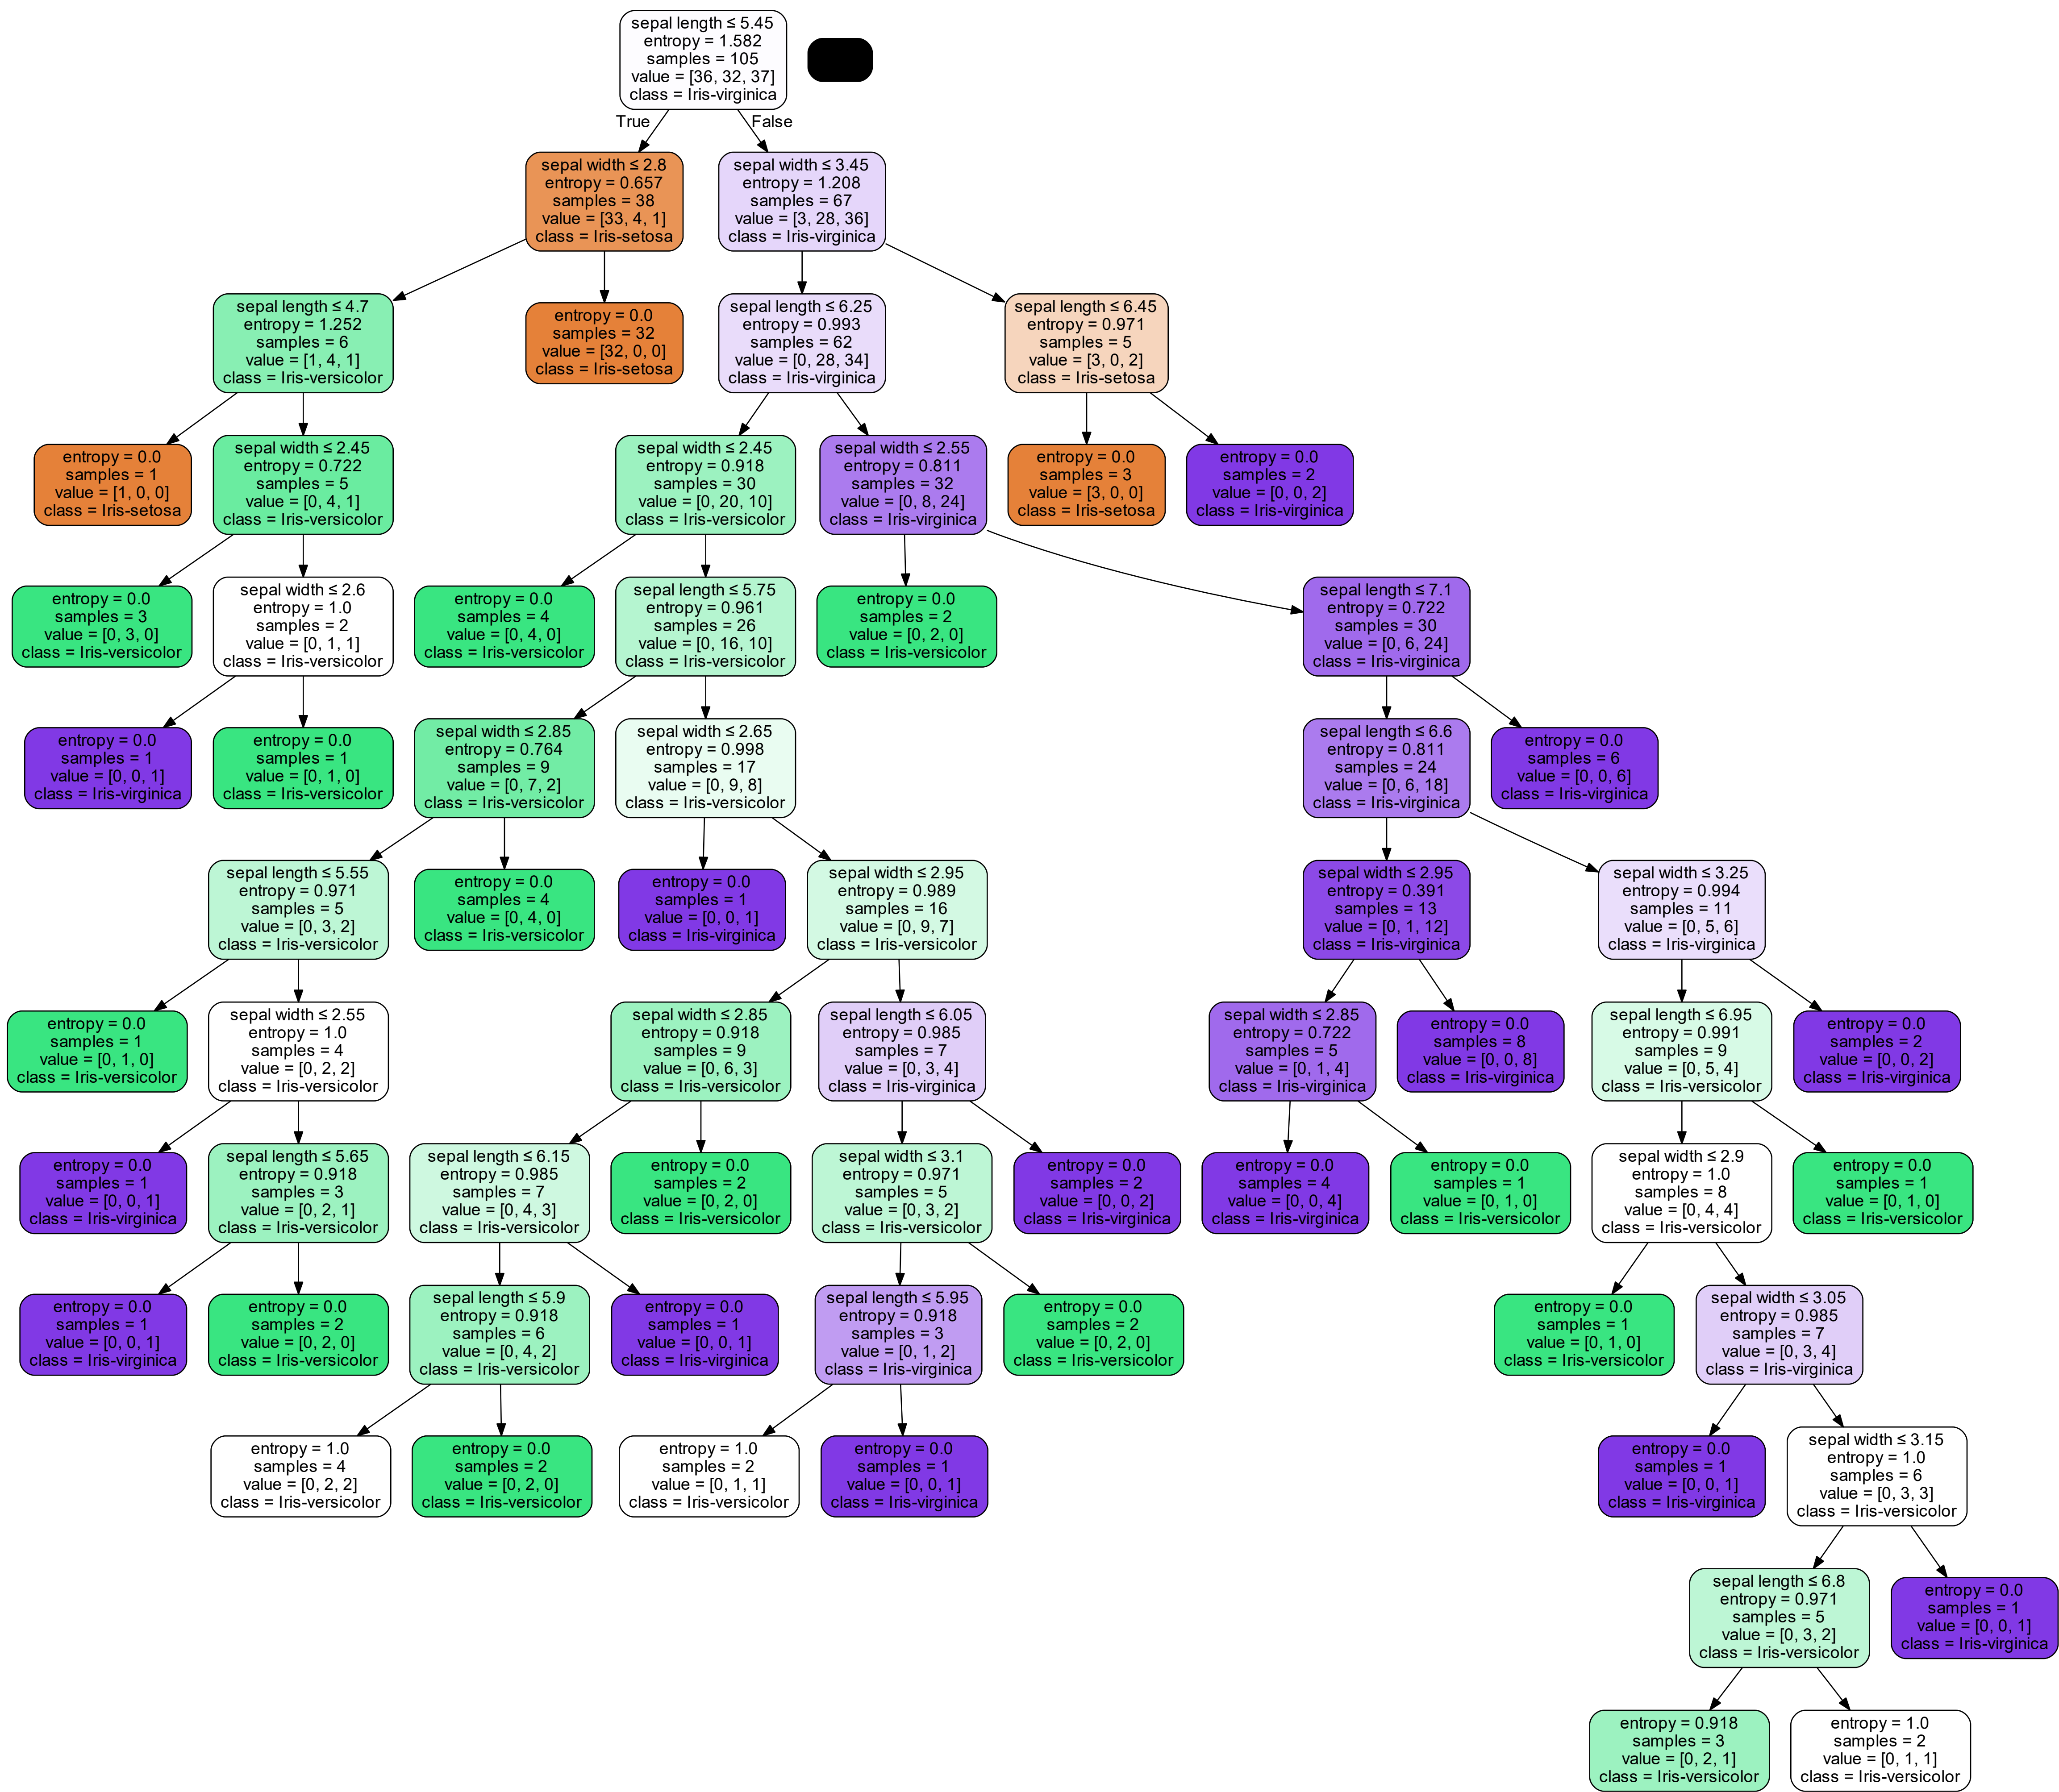 sepal length ≤ 5.45
entropy = 1.582
samples = 105
value = [36, 32, 37]
class = Iris-virginica
True
False
sepal width ≤ 2.8
entropy = 0.657
samples = 38
value = [33, 4, 1]
class = Iris-setosa
sepal width ≤ 3.45
entropy = 1.208
samples = 67
value = [3, 28, 36]
class = Iris-virginica
sepal length ≤ 4.7
entropy = 1.252
samples = 6
value = [1, 4, 1]
class = Iris-versicolor
entropy = 0.0
samples = 32
value = [32, 0, 0]
class = Iris-setosa
sepal length ≤ 6.25
entropy = 0.993
samples = 62
value = [0, 28, 34]
class = Iris-virginica
sepal length ≤ 6.45
entropy = 0.971
samples = 5
value = [3, 0, 2]
class = Iris-setosa
entropy = 0.0
samples = 1
value = [1, 0, 0]
class = Iris-setosa
sepal width ≤ 2.45
entropy = 0.722
samples = 5
value = [0, 4, 1]
class = Iris-versicolor
sepal width ≤ 2.45
entropy = 0.918
samples = 30
value = [0, 20, 10]
class = Iris-versicolor
sepal width ≤ 2.55
entropy = 0.811
samples = 32
value = [0, 8, 24]
class = Iris-virginica
entropy = 0.0
samples = 3
value = [3, 0, 0]
class = Iris-setosa
entropy = 0.0
samples = 2
value = [0, 0, 2]
class = Iris-virginica
entropy = 0.0
samples = 3
value = [0, 3, 0]
class = Iris-versicolor
sepal width ≤ 2.6
entropy = 1.0
samples = 2
value = [0, 1, 1]
class = Iris-versicolor
entropy = 0.0
samples = 4
value = [0, 4, 0]
class = Iris-versicolor
sepal length ≤ 5.75
entropy = 0.961
samples = 26
value = [0, 16, 10]
class = Iris-versicolor
entropy = 0.0
samples = 2
value = [0, 2, 0]
class = Iris-versicolor
sepal length ≤ 7.1
entropy = 0.722
samples = 30
value = [0, 6, 24]
class = Iris-virginica
entropy = 0.0
samples = 1
value = [0, 0, 1]
class = Iris-virginica
entropy = 0.0
samples = 1
value = [0, 1, 0]
class = Iris-versicolor
sepal width ≤ 2.85
entropy = 0.764
samples = 9
value = [0, 7, 2]
class = Iris-versicolor
sepal width ≤ 2.65
entropy = 0.998
samples = 17
value = [0, 9, 8]
class = Iris-versicolor
sepal length ≤ 6.6
entropy = 0.811
samples = 24
value = [0, 6, 18]
class = Iris-virginica
entropy = 0.0
samples = 6
value = [0, 0, 6]
class = Iris-virginica
sepal length ≤ 5.55
entropy = 0.971
samples = 5
value = [0, 3, 2]
class = Iris-versicolor
entropy = 0.0
samples = 4
value = [0, 4, 0]
class = Iris-versicolor
entropy = 0.0
samples = 1
value = [0, 0, 1]
class = Iris-virginica
sepal width ≤ 2.95
entropy = 0.989
samples = 16
value = [0, 9, 7]
class = Iris-versicolor
sepal width ≤ 2.95
entropy = 0.391
samples = 13
value = [0, 1, 12]
class = Iris-virginica
sepal width ≤ 3.25
entropy = 0.994
samples = 11
value = [0, 5, 6]
class = Iris-virginica
entropy = 0.0
samples = 1
value = [0, 1, 0]
class = Iris-versicolor
sepal width ≤ 2.55
entropy = 1.0
samples = 4
value = [0, 2, 2]
class = Iris-versicolor
sepal width ≤ 2.85
entropy = 0.918
samples = 9
value = [0, 6, 3]
class = Iris-versicolor
sepal length ≤ 6.05
entropy = 0.985
samples = 7
value = [0, 3, 4]
class = Iris-virginica
sepal width ≤ 2.85
entropy = 0.722
samples = 5
value = [0, 1, 4]
class = Iris-virginica
entropy = 0.0
samples = 8
value = [0, 0, 8]
class = Iris-virginica
sepal length ≤ 6.95
entropy = 0.991
samples = 9
value = [0, 5, 4]
class = Iris-versicolor
entropy = 0.0
samples = 2
value = [0, 0, 2]
class = Iris-virginica
entropy = 0.0
samples = 1
value = [0, 0, 1]
class = Iris-virginica
sepal length ≤ 5.65
entropy = 0.918
samples = 3
value = [0, 2, 1]
class = Iris-versicolor
sepal length ≤ 6.15
entropy = 0.985
samples = 7
value = [0, 4, 3]
class = Iris-versicolor
entropy = 0.0
samples = 2
value = [0, 2, 0]
class = Iris-versicolor
sepal width ≤ 3.1
entropy = 0.971
samples = 5
value = [0, 3, 2]
class = Iris-versicolor
entropy = 0.0
samples = 2
value = [0, 0, 2]
class = Iris-virginica
entropy = 0.0
samples = 4
value = [0, 0, 4]
class = Iris-virginica
entropy = 0.0
samples = 1
value = [0, 1, 0]
class = Iris-versicolor
sepal width ≤ 2.9
entropy = 1.0
samples = 8
value = [0, 4, 4]
class = Iris-versicolor
entropy = 0.0
samples = 1
value = [0, 1, 0]
class = Iris-versicolor
entropy = 0.0
samples = 1
value = [0, 0, 1]
class = Iris-virginica
entropy = 0.0
samples = 2
value = [0, 2, 0]
class = Iris-versicolor
sepal length ≤ 5.9
entropy = 0.918
samples = 6
value = [0, 4, 2]
class = Iris-versicolor
entropy = 0.0
samples = 1
value = [0, 0, 1]
class = Iris-virginica
sepal length ≤ 5.95
entropy = 0.918
samples = 3
value = [0, 1, 2]
class = Iris-virginica
entropy = 0.0
samples = 2
value = [0, 2, 0]
class = Iris-versicolor
entropy = 0.0
samples = 1
value = [0, 1, 0]
class = Iris-versicolor
sepal width ≤ 3.05
entropy = 0.985
samples = 7
value = [0, 3, 4]
class = Iris-virginica
entropy = 1.0
samples = 4
value = [0, 2, 2]
class = Iris-versicolor
entropy = 0.0
samples = 2
value = [0, 2, 0]
class = Iris-versicolor
entropy = 1.0
samples = 2
value = [0, 1, 1]
class = Iris-versicolor
entropy = 0.0
samples = 1
value = [0, 0, 1]
class = Iris-virginica
entropy = 0.0
samples = 1
value = [0, 0, 1]
class = Iris-virginica
sepal width ≤ 3.15
entropy = 1.0
samples = 6
value = [0, 3, 3]
class = Iris-versicolor
sepal length ≤ 6.8
entropy = 0.971
samples = 5
value = [0, 3, 2]
class = Iris-versicolor
entropy = 0.0
samples = 1
value = [0, 0, 1]
class = Iris-virginica
entropy = 0.918
samples = 3
value = [0, 2, 1]
class = Iris-versicolor
entropy = 1.0
samples = 2
value = [0, 1, 1]
class = Iris-versicolor